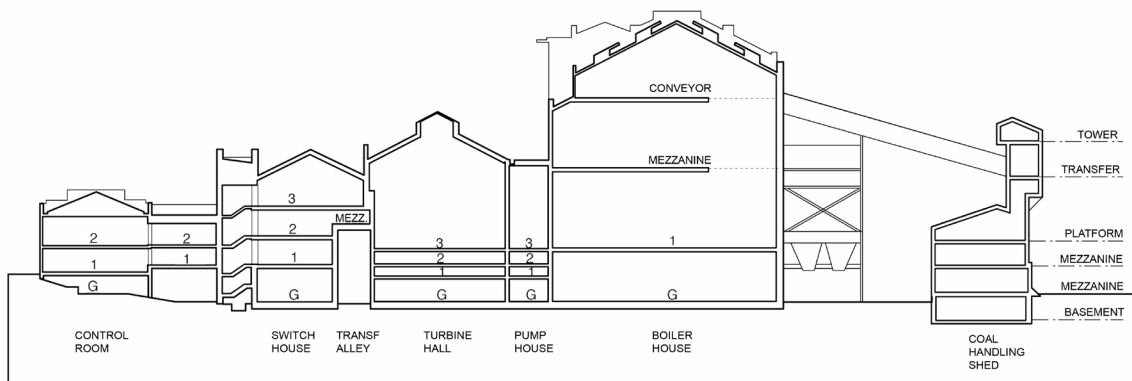 CONVEYOR
TOWER
MEZZANINE
TRANSFER
3
MEZZ.
2
2
2
3
3
1
PLATFORM
1
1
1
2
2
MEZZANINE
1
1
G
G
G
G
G
MEZZANINE
BASEMENT
CONTROL
ROOM
SWITCH
HOUSE
TRANSF
ALLEY
TURBINE
HALL
PUMP
HOUSE
BOILER
HOUSE
COAL
HANDLING
SHED